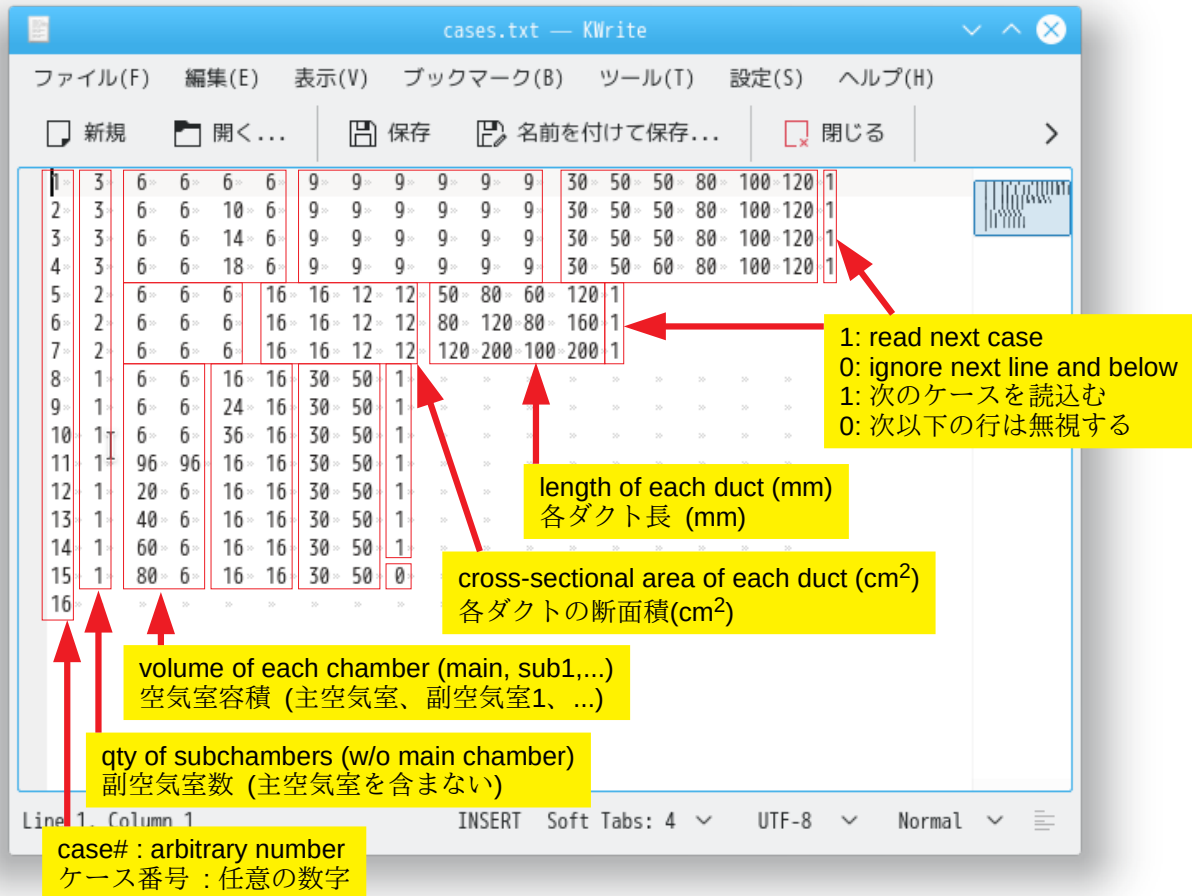 cases.txt — KWrite
ファイル(F) 編集(E) 表示(V) ブックマーク(B) ツール(T) 設定(S) ヘルプ(H)
新規 開く... 保存 名前を付けて保存... 閉じる
1 3 6 6 6 6 9 9 9 9 9 9 30 50 50 80 100 120 1
2 3 6 6 10 6 9 9 9 9 9 9 30 50 50 80 100 120 1
3 3 6 6 14 6 9 9 9 9 9 9 30 50 50 80 100 120 1
4 3 6 6 18 6 9 9 9 9 9 9 30 50 60 80 100 120 1
5 2 6 6 6 16 16 12 12 50 80 60 120 1
6 2 6 6 6 16 16 12 12 80 120 80 160 1
7 2 6 6 6 16 16 12 12 120 200 100 200 1
8 1 6 6 16 16 30 50 1
9 1 6 6 24 16 30 50 1
10 1 6 6 36 16 30 50 1
11 1 96 96 16 16 30 50 1
12 1 20 6 16 16 30 50 1
13 1 40 6 16 16 30 50 1
14 1 60 6 16 16 30 50 1
15 1 80 6 16 16 30 50 0
16
1: read next case
0: ignore next line and below
1: 次のケースを読込む
0: 次以下の行は無視する
length of each duct (mm)
各ダクト長 (mm)
cross-sectional area of each duct (cm²)
各ダクトの断面積(cm²)
volume of each chamber (main, sub1,...)
空気室容積 (主空気室、副空気室1、...)
qty of subchambers (w/o main chamber)
副空気室数 (主空気室を含まない)
Line 1, Column 1 INSERT Soft Tabs: 4 UTF-8 Normal
case# : arbitrary number
ケース番号 : 任意の数字